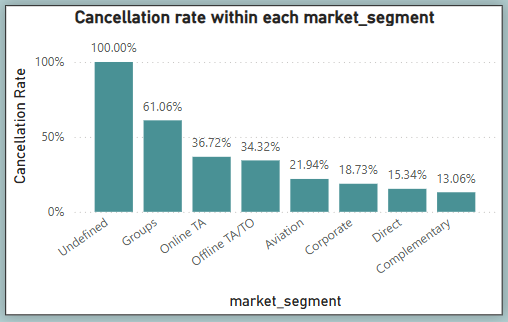 Cancellation rate within each market_segment
100.00%
61.06%
36.72%
34.32%
21.94%
18.73%
15.34%
13.06%
100%
50%
0%
Cancellation Rate
Undefined
Groups
Online TA
Offline TA/TO
Aviation
Corporate
Direct
Complementary
market_segment